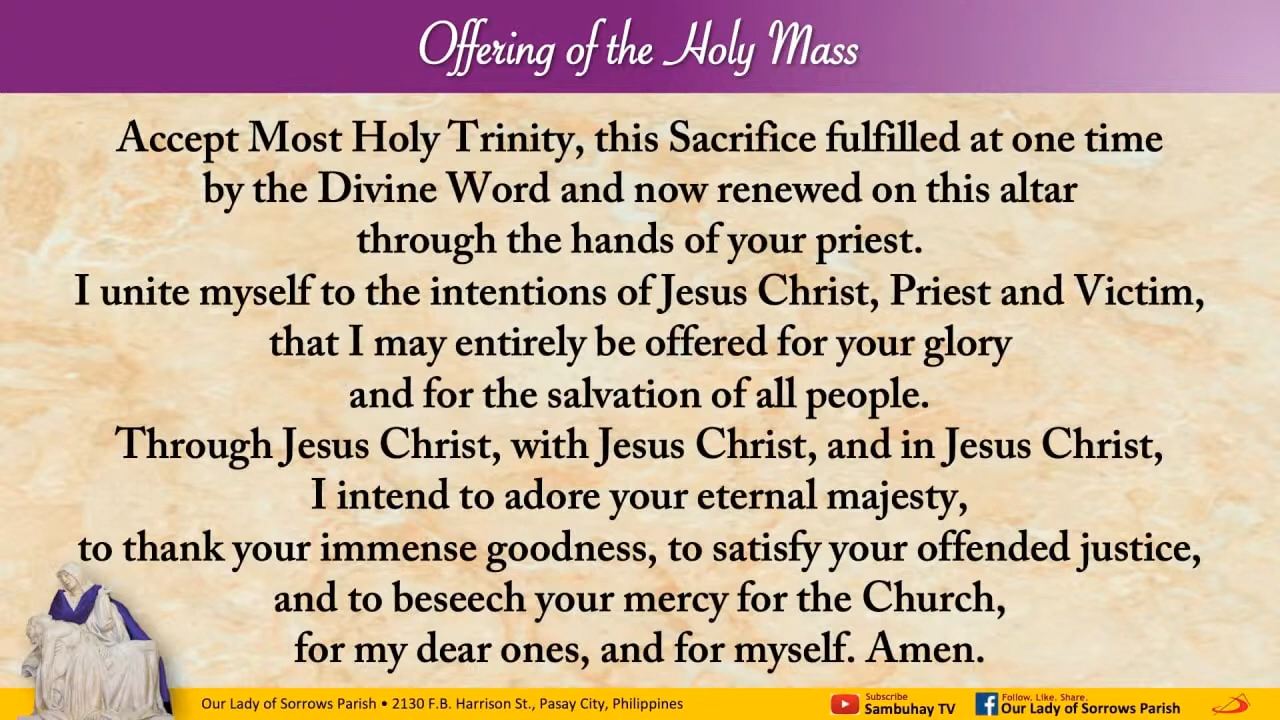 Offering of the Holy Mass
Accept Most Holy Trinity, this Sacrifice fulfilled at one time
by the Divine Word and now renewed on this altar
through the hands of your priest.
I unite myself to the intentions of Jesus Christ, Priest and Victim,
that I may entirely be offered for your glory
and for the salvation of all people.
Through Jesus Christ, with Jesus Christ, and in Jesus Christ,
I intend to adore your eternal majesty,
to thank your immense goodness, to satisfy your offended justice,
and to beseech your mercy for the Church,
for my dear ones, and for myself. Amen.
Our Lady of Sorrows Parish • 2130 F.B. Harrison St., Pasay City, Philippines
Subscribe
Sambuhay TV
Follow. Like. Share.
Our Lady of Sorrows Parish